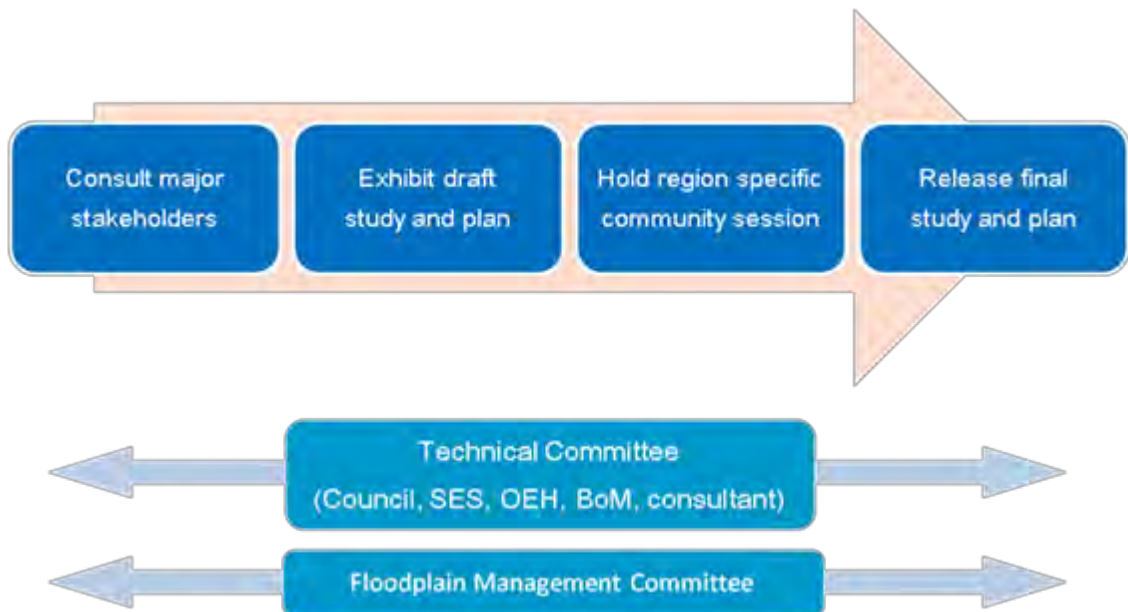 Consult major
stakeholders
Exhibit draft
study and plan
Hold region specific
community session
Release final
study and plan
Technical Committee
(Council, SES, OEH, BoM, consultant)
Floodplain Management Committee